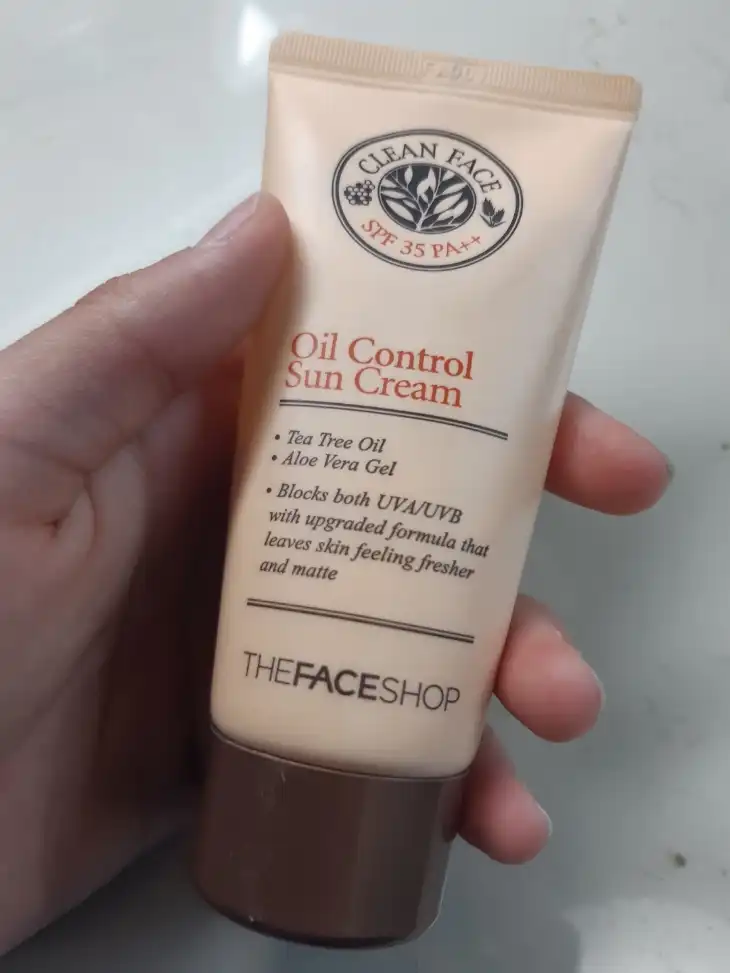 CLEAN FACE
SPF 35 PA++
Oil Control
Sun Cream
• Tea Tree Oil
• Aloe Vera Gel
• Blocks both UVA/UVB
with upgraded formula that
leaves skin feeling fresher
and matte
THEFACESHOP